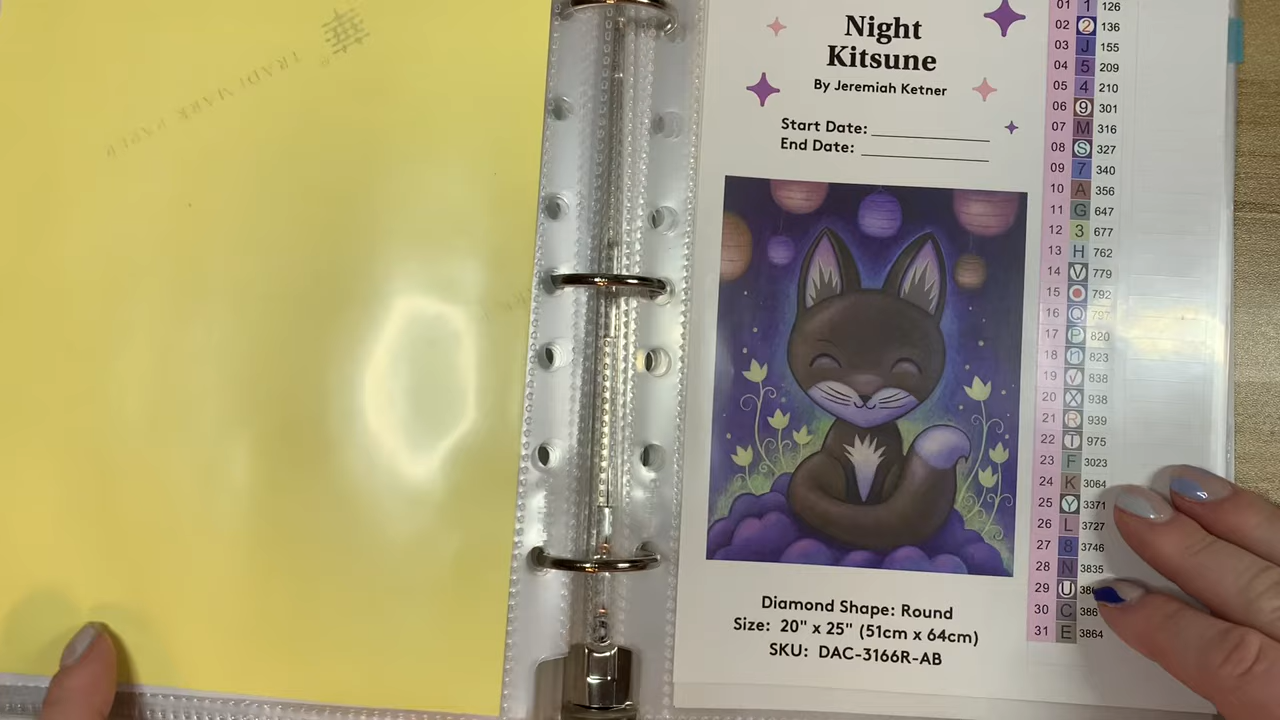 華
TRADEMARK
Night
Kitsune
By Jeremiah Ketner
Start Date:
End Date:
Diamond Shape: Round
Size: 20" x 25" (51cm x 64cm)
SKU: DAC-3166R-AB
01 1 126
02 2 136
03 J 155
04 5 209
05 4 210
06 9 301
07 M 316
08 S 327
09 7 340
10 A 356
11 G 647
12 3 677
13 H 762
14 V 779
15 792
16 Q 797
17 P 820
18 n 823
19 √ 838
20 X 938
21 R 939
22 T 975
23 F 3023
24 K 3064
25 Y 3371
26 L 3727
27 8 3746
28 N 3835
29 U
30 C
31 E 3864